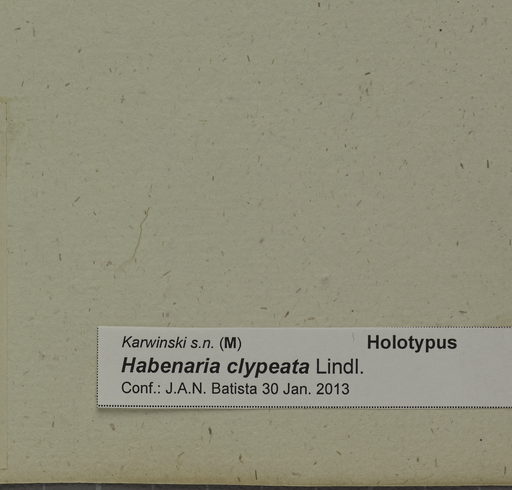 Karwinski s.n. (M) Holotypus
Habenaria clypeata Lindl.
Conf.: J.A.N. Batista 30 Jan. 2013